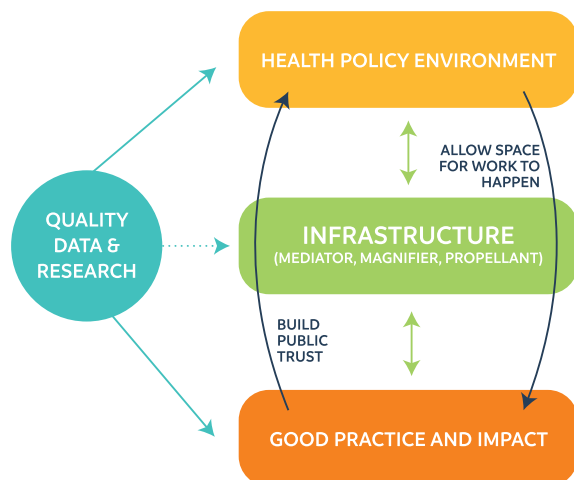 HEALTH POLICY ENVIRONMENT
ALLOW SPACE
FOR WORK TO
HAPPEN
QUALITY
DATA &
RESEARCH
INFRASTRUCTURE
(MEDIATOR, MAGNIFIER, PROPELLANT)
BUILD
PUBLIC
TRUST
GOOD PRACTICE AND IMPACT